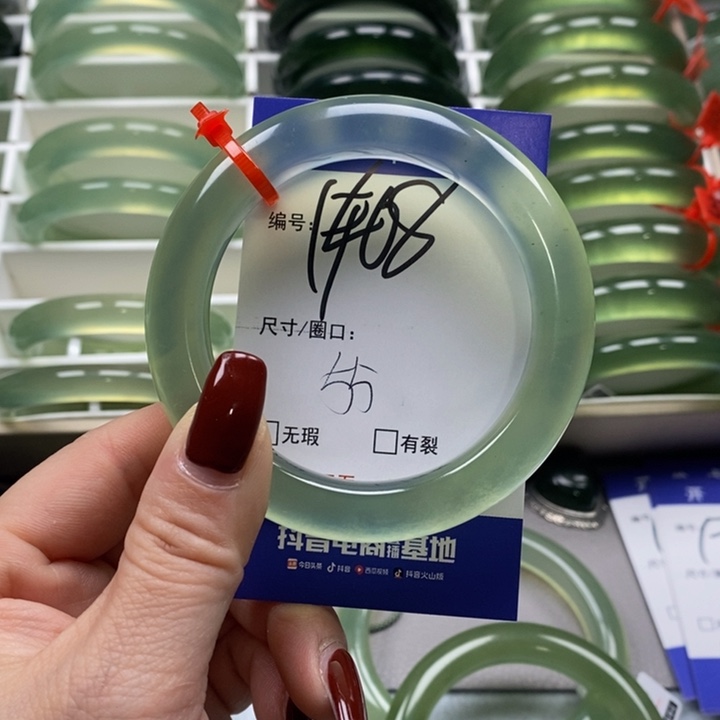 编号:
尺寸/圈口:
55
□无瑕 □有裂
抖音电商直播基地
今日头条 抖音 西瓜视频 抖音火山版